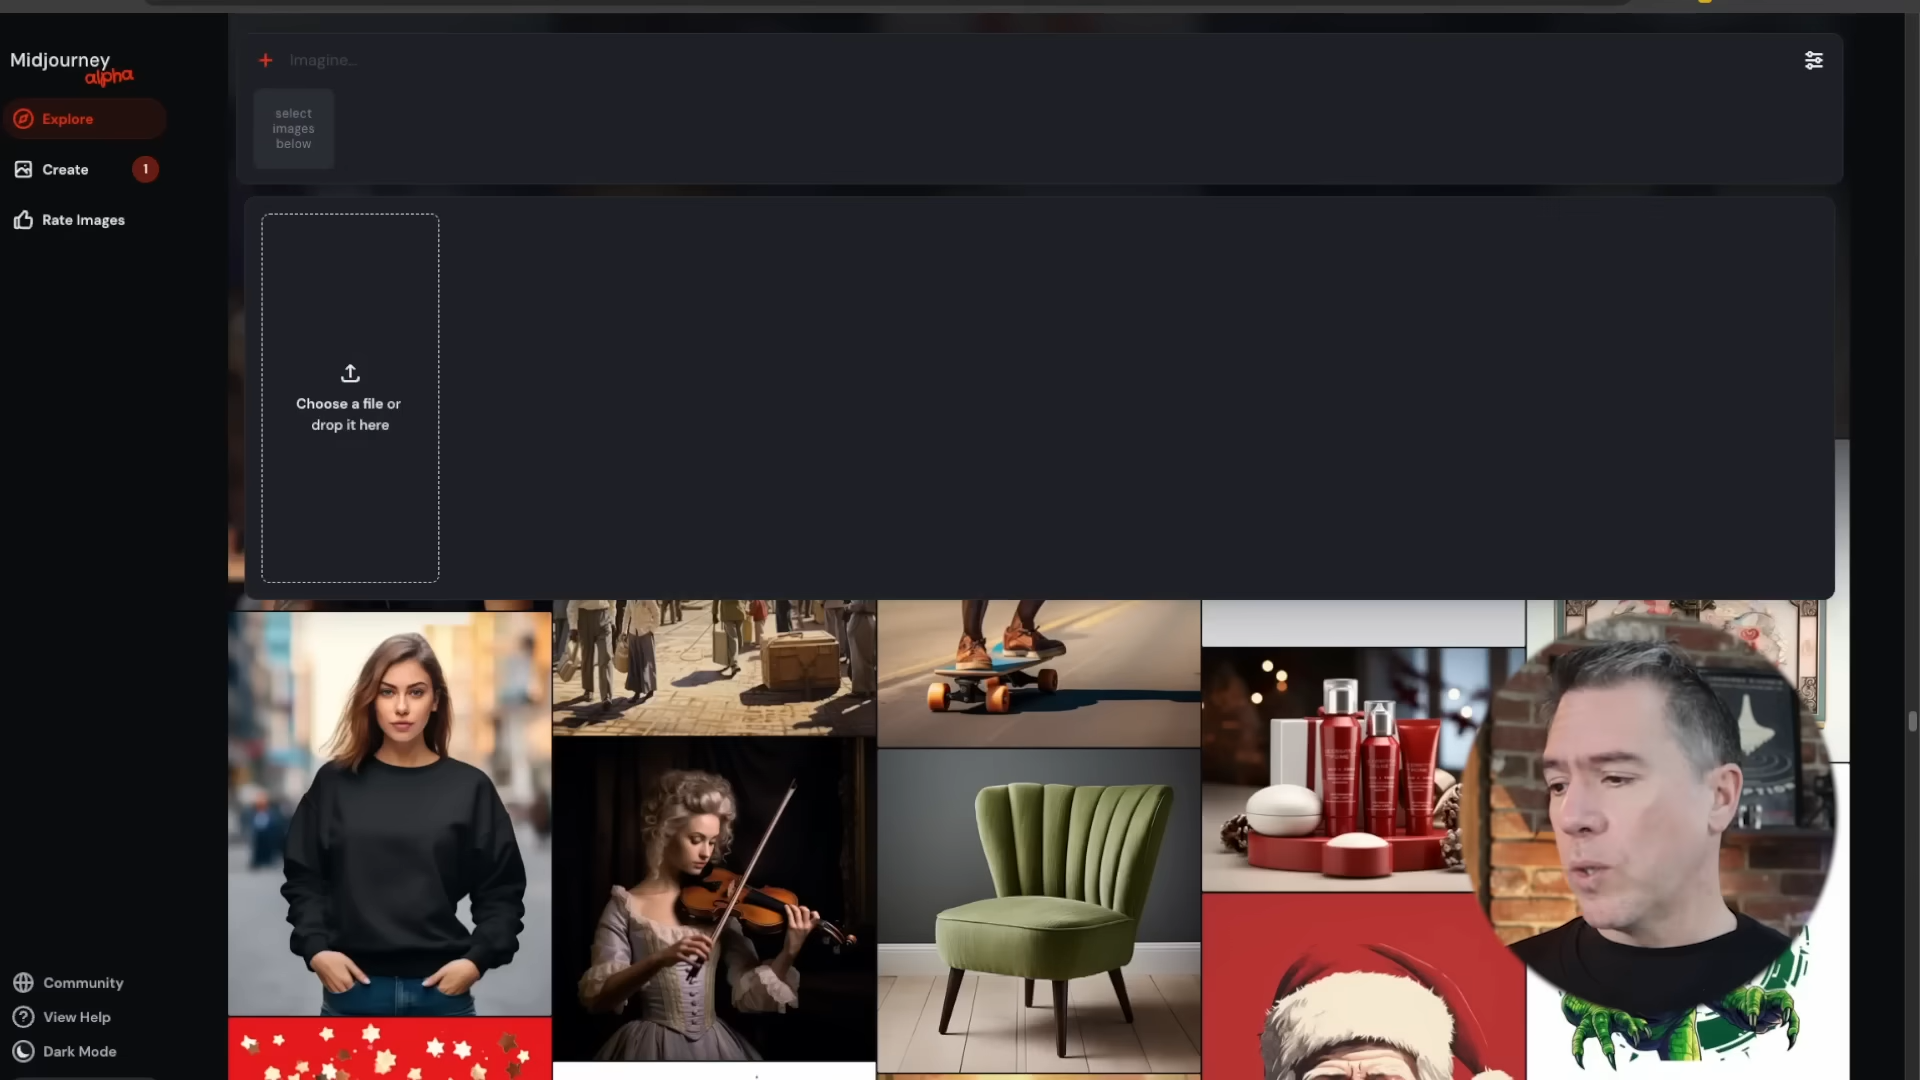 Midjourney
alpha
Explore
Create
1
Rate Images
Imagine...
select
images
below
Choose a file or
drop it here
Community
View Help
Dark Mode